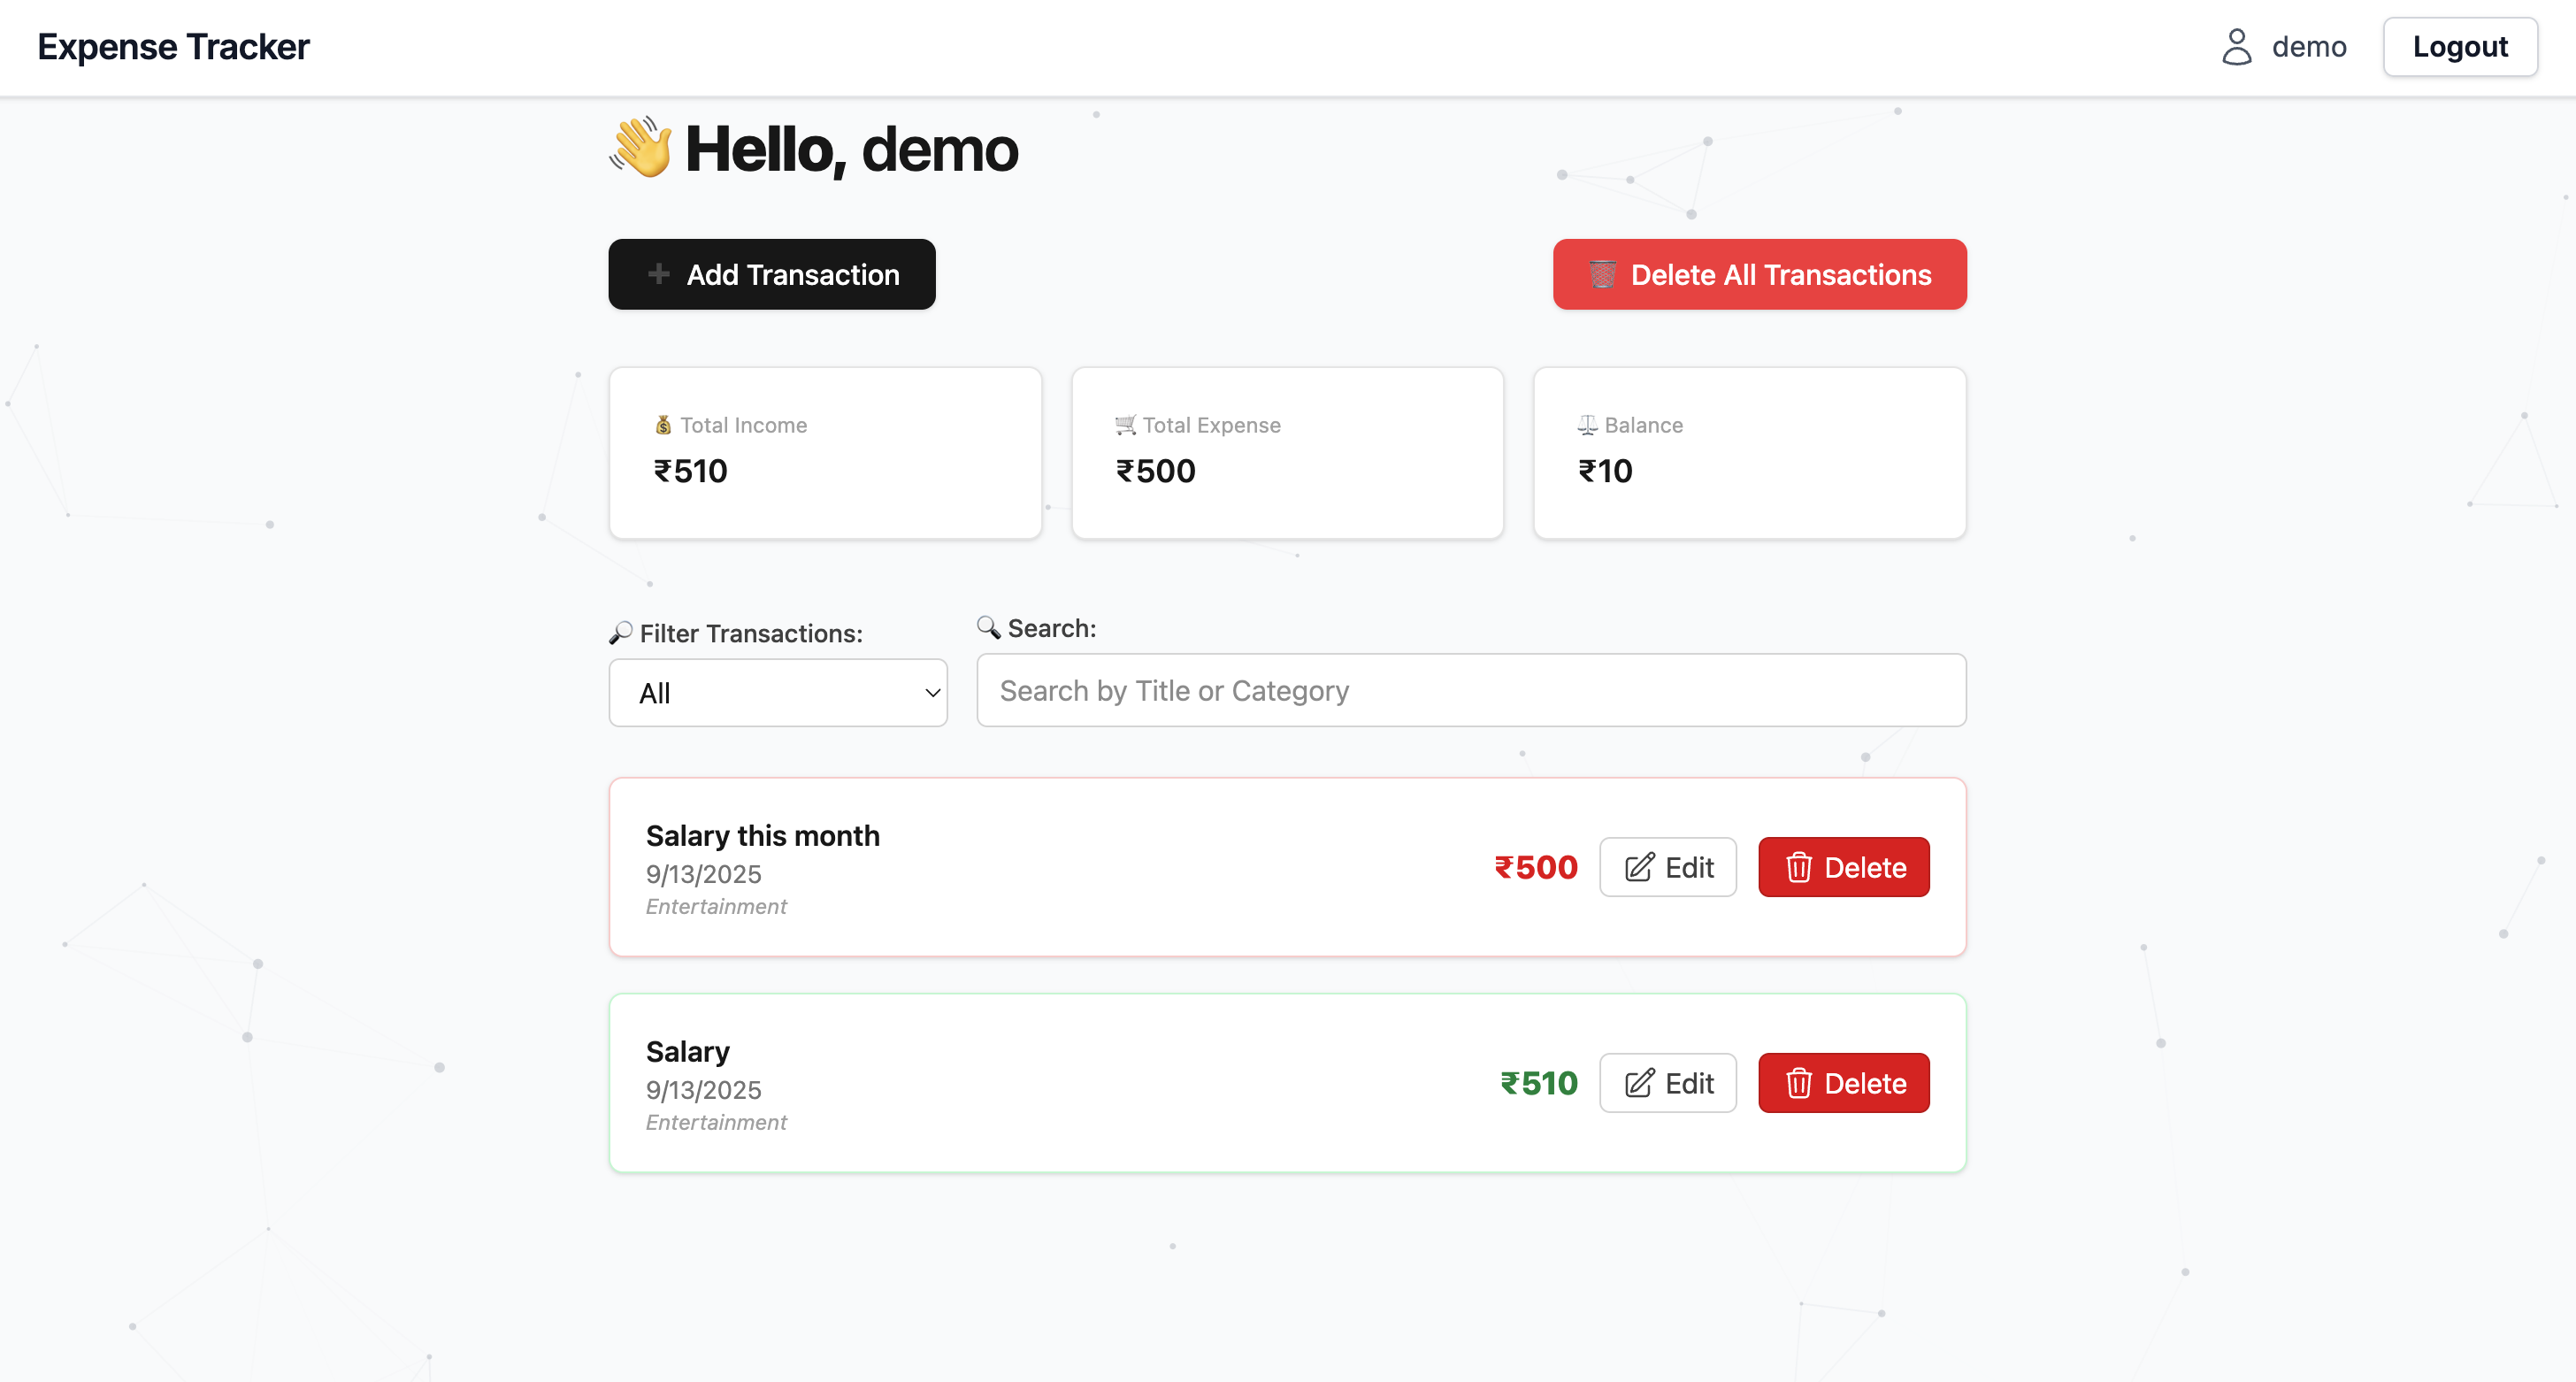 Expense Tracker
demo
Logout
👋 Hello, demo
➕ Add Transaction
🗑️ Delete All Transactions
💰 Total Income
₹510
🛒 Total Expense
₹500
⚖️ Balance
₹10
🔎 Filter Transactions:
All
🔍 Search:
Search by Title or Category
Salary this month
9/13/2025
Entertainment
₹500
Edit
Delete
Salary
9/13/2025
Entertainment
₹510
Edit
Delete